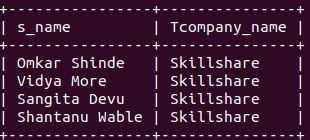 +----------------+---------------+
| s_name         | Tcompany_name |
+----------------+---------------+
| Omkar Shinde   | Skillshare    |
| Vidya More     | Skillshare    |
| Sangita Devu   | Skillshare    |
| Shantanu Wable | Skillshare    |
+----------------+---------------+